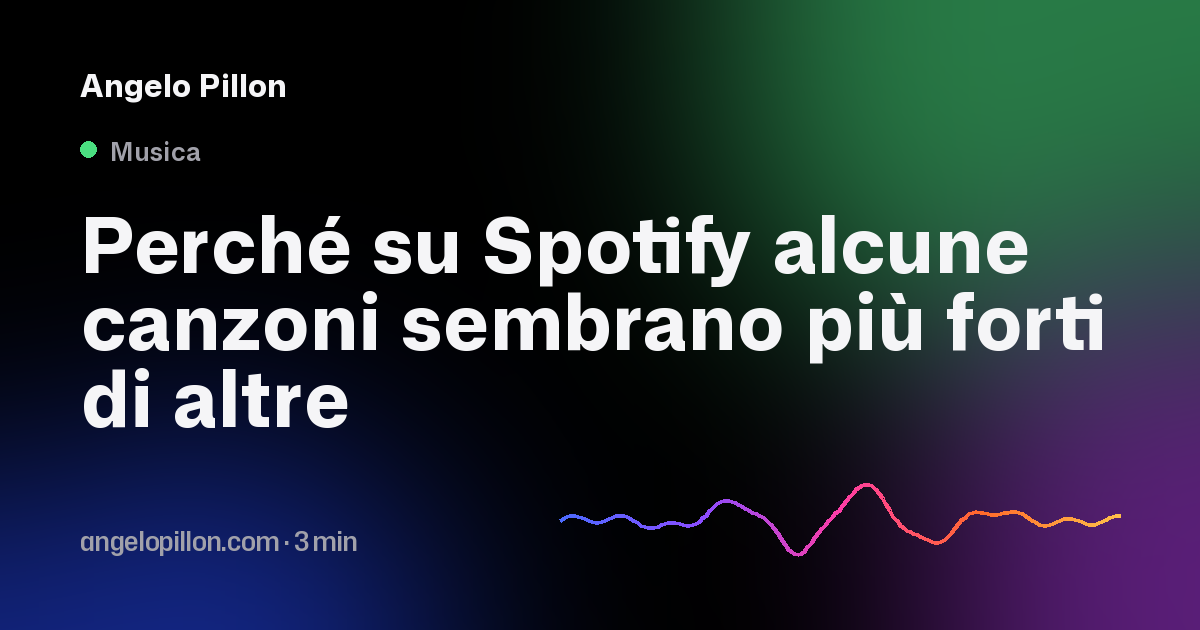 Angelo Pillon
Musica
Perché su Spotify alcune
canzoni sembrano più forti
di altre
angelopillon.com · 3 min